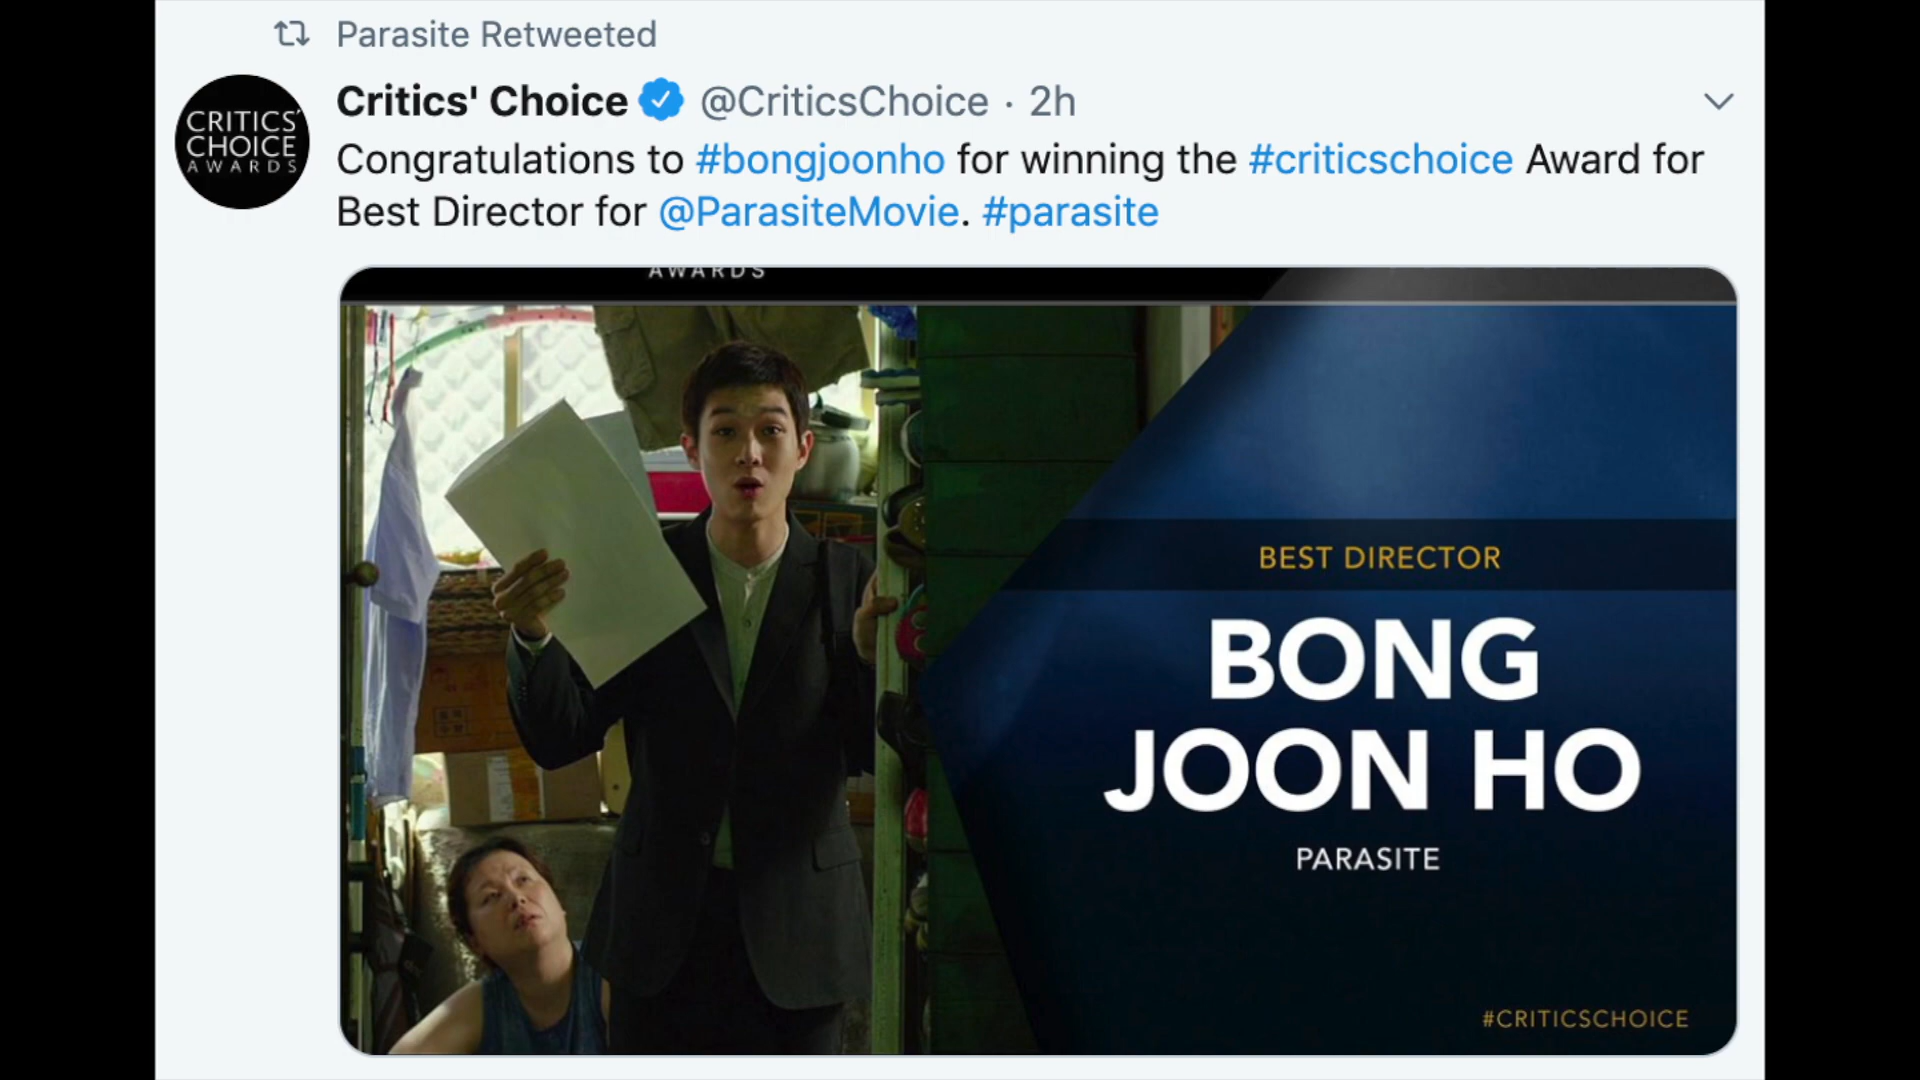 Parasite Retweeted
CRITICS'
CHOICE
AWARDS
Critics' Choice @CriticsChoice · 2h
Congratulations to #bongjoonho for winning the #criticschoice Award for
Best Director for @ParasiteMovie. #parasite
AWARDS
BEST DIRECTOR
BONG
JOON HO
PARASITE
#CRITICSCHOICE